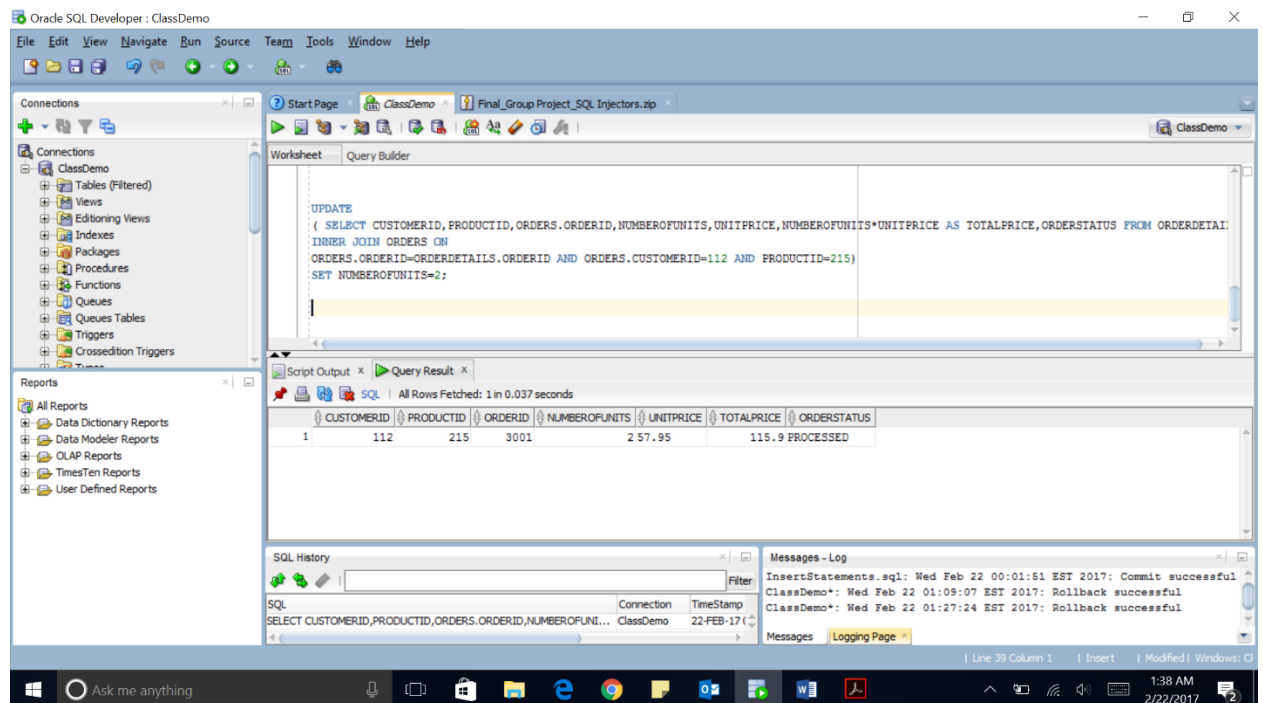 Oracle SQL Developer : ClassDemo
File Edit View Navigate Run Source Team Tools Window Help
Connections
Start Page
ClassDemo
Final_Group Project_SQL Injectors.zip
ClassDemo
Connections
ClassDemo
Tables (Filtered)
Views
Editioning Views
Indexes
Packages
Procedures
Functions
Queues
Queues Tables
Triggers
Crossedition Triggers
Types
Worksheet Query Builder
UPDATE
( SELECT CUSTOMERID,PRODUCTID,ORDERS.ORDERID,NUMBEROFUNITS,UNITPRICE,NUMBEROFUNITS*UNITPRICE AS TOTALPRICE,ORDERSTATUS FROM ORDERDETAI
INNER JOIN ORDERS ON
ORDERS.ORDERID=ORDERDETAILS.ORDERID AND ORDERS.CUSTOMERID=112 AND PRODUCTID=215)
SET NUMBEROFUNITS=2;
Reports
All Reports
Data Dictionary Reports
Data Modeler Reports
OLAP Reports
TimesTen Reports
User Defined Reports
Script Output x Query Result x
SQL | All Rows Fetched: 1 in 0.037 seconds
CUSTOMERID PRODUCTID ORDERID NUMBEROFUNITS UNITPRICE TOTALPRICE ORDERSTATUS
1 112 215 3001 2 57.95 115.9 PROCESSED
SQL History
Filter
SQL Connection TimeStamp
SELECT CUSTOMERID,PRODUCTID,ORDERS.ORDERID,NUMBEROFUNI... ClassDemo 22-FEB-17 (
Messages - Log
InsertStatements.sql: Wed Feb 22 00:01:51 EST 2017: Commit successful
ClassDemo*: Wed Feb 22 01:09:07 EST 2017: Rollback successful
ClassDemo*: Wed Feb 22 01:27:24 EST 2017: Rollback successful
Messages Logging Page
| Line 39 Column 1 | Insert | Modified | Windows: CF
Ask me anything
1:38 AM
2/22/2017
2